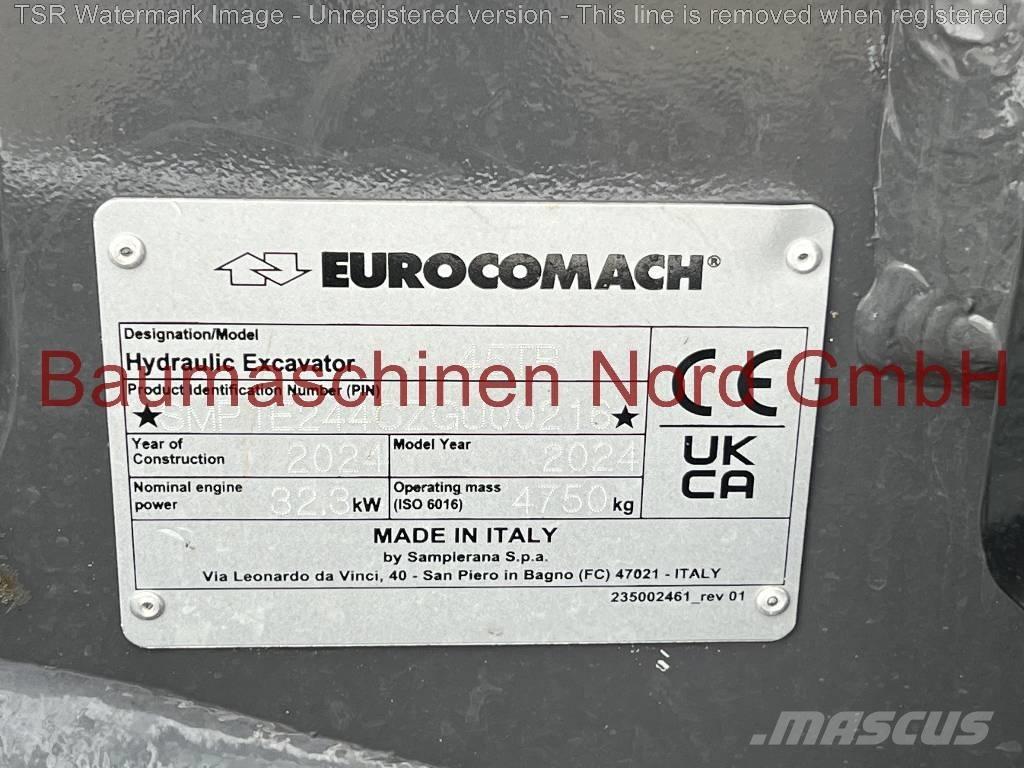 TSR Watermark Image - Unregistered version - This line is removed when registered
EUROCOMACH®
Designation/Model
Hydraulic Excavator
Baumaschinen Nord GmbH
CE
Product Identification Number (PIN)
Year of Construction 2024 Model Year 2024
UK
CA
Nominal engine power 32.3 kW Operating mass (ISO 6016) 4750 kg
MADE IN ITALY
by Samplerana S.p.a.
Via Leonardo da Vinci, 40 - San Piero in Bagno (FC) 47021 - ITALY
235002461_rev 01
MASCUS